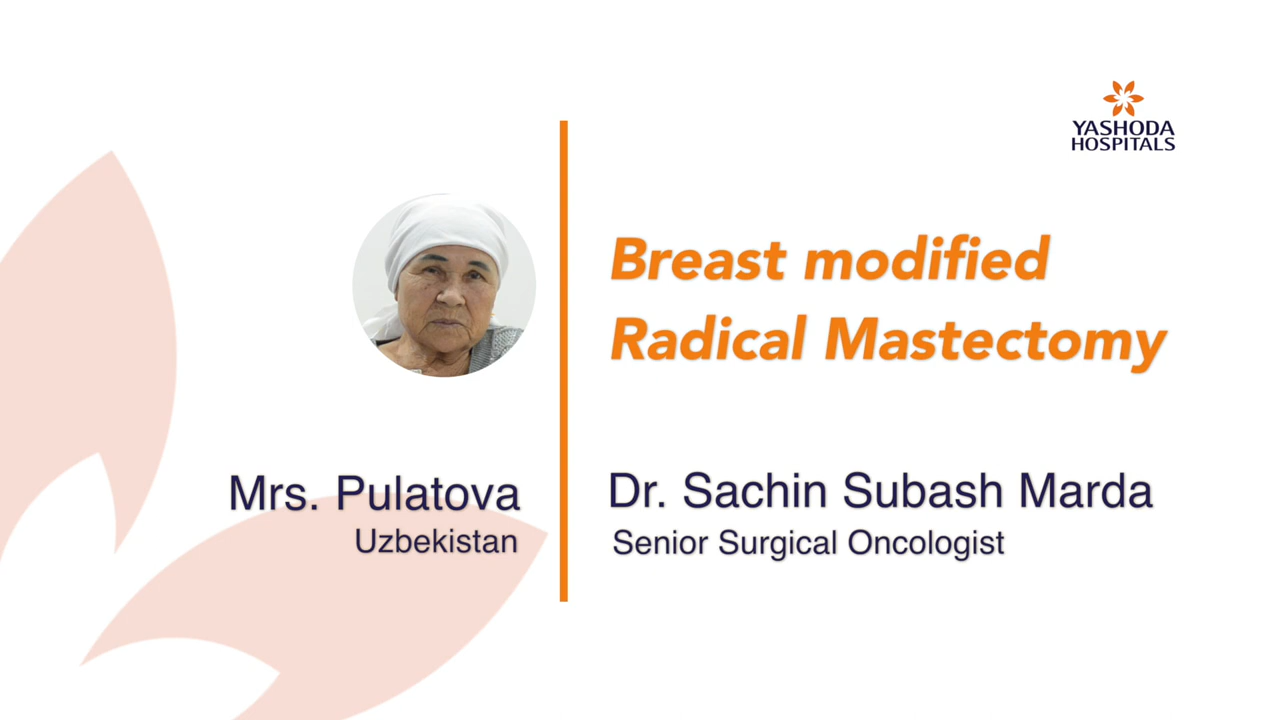 YASHODA
HOSPITALS
Breast modified
Radical Mastectomy
Mrs. Pulatova
Uzbekistan
Dr. Sachin Subash Marda
Senior Surgical Oncologist